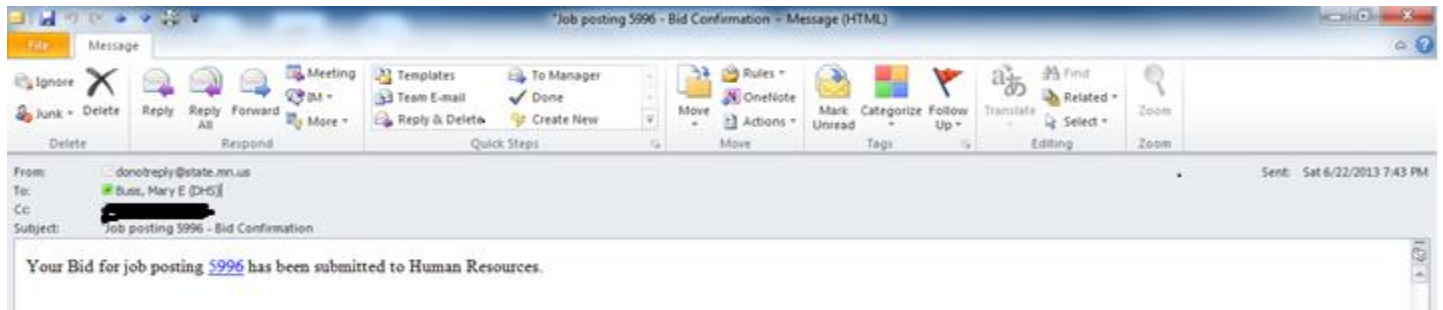 "Job posting 5996 - Bid Confirmation - Message (HTML)
File Message
Ignore
Junk
Delete
Reply
Reply All
Forward
Meeting
IM
More
Templates
Team E-mail
Reply & Delete
To Manager
Done
Create New
Move
Rules
OneNote
Actions
Mark Unread
Categorize
Follow Up
Translate
Find
Related
Select
Zoom
Delete Respond Quick Steps Move Tags Editing Zoom
From: donotreply@state.mn.us Sent: Sat 6/22/2013 7:43 PM
To: Buss, Mary E (DHS)
Cc:
Subject: "Job posting 5996 - Bid Confirmation
Your Bid for job posting 5996 has been submitted to Human Resources.